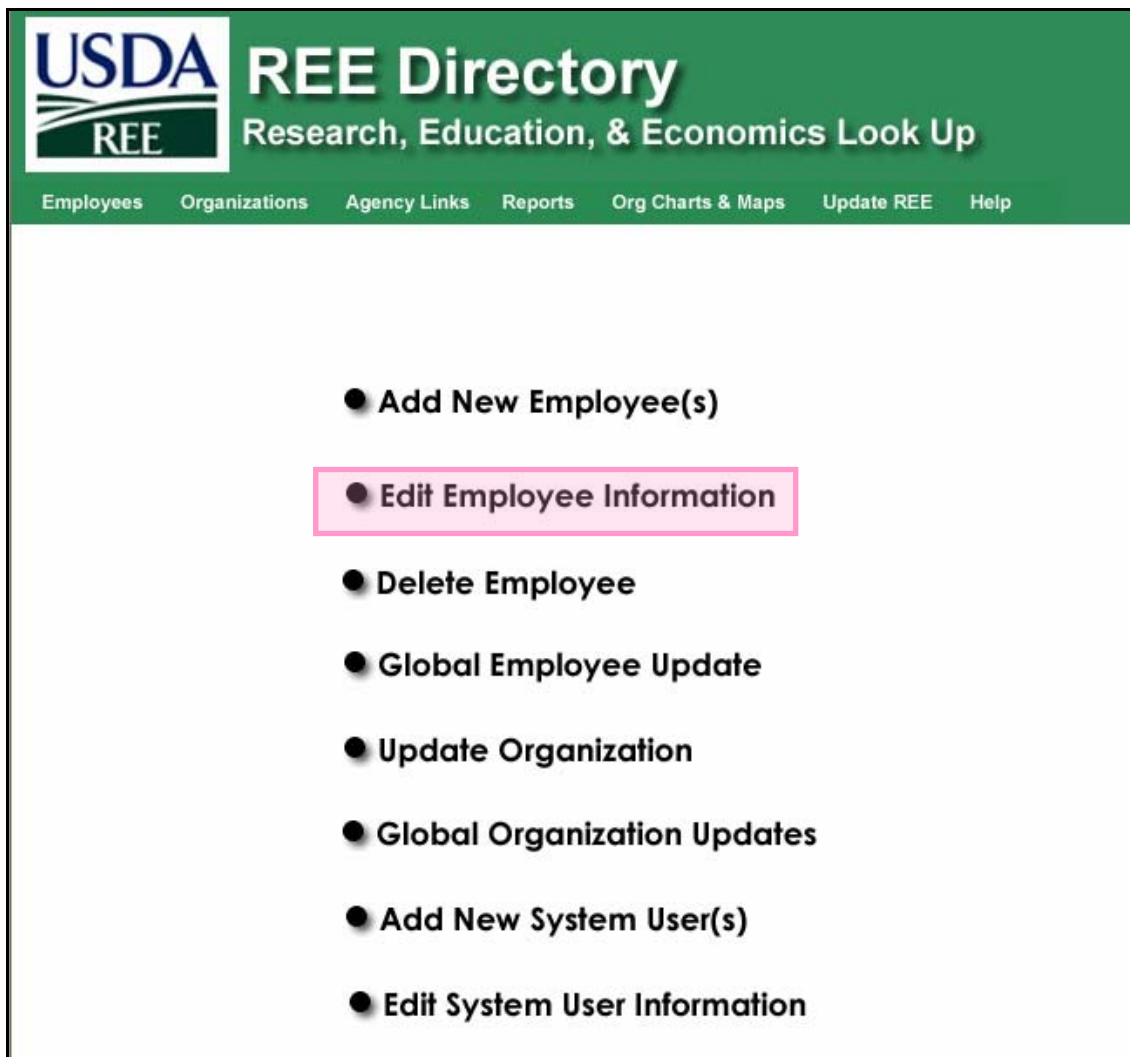 USDA
REE
REE Directory
Research, Education, & Economics Look Up
Employees Organizations Agency Links Reports Org Charts & Maps Update REE Help
● Add New Employee(s)
● Edit Employee Information
● Delete Employee
● Global Employee Update
● Update Organization
● Global Organization Updates
● Add New System User(s)
● Edit System User Information